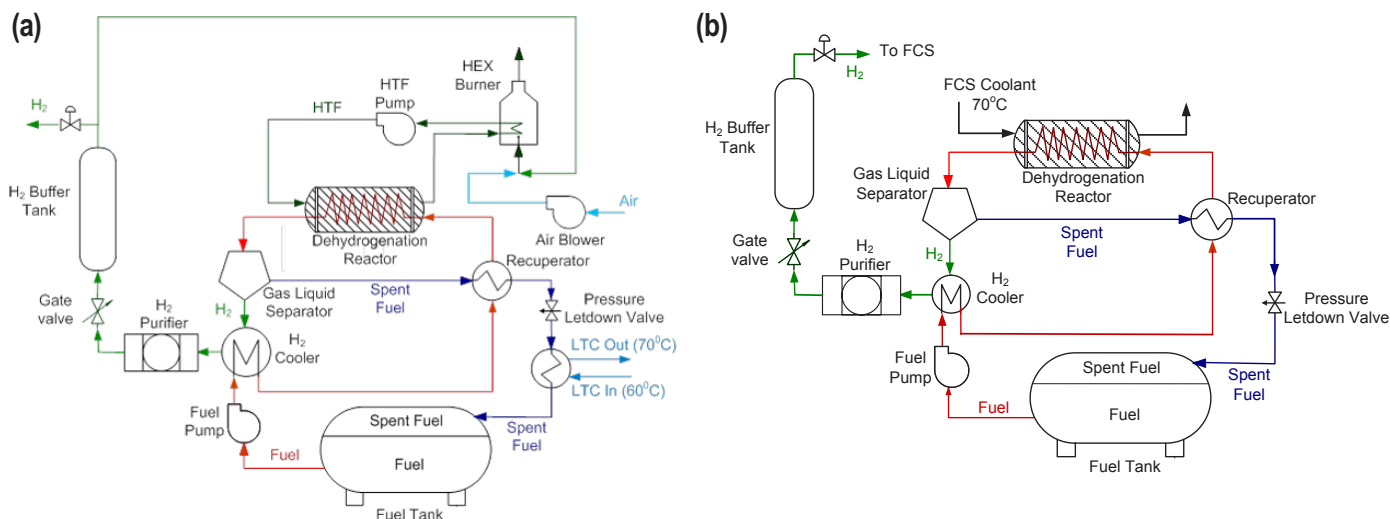 (a)
HEX
Burner
HTF
Pump
HTF
H2
H2 Buffer
Tank
Air
Air Blower
Dehydrogenation
Reactor
Recuperator
Gas Liquid
Separator
Spent
Fuel
Pressure
Letdown Valve
Gate
valve
H2
Purifier
H2
H2
Cooler
LTC Out (70⁰C)
LTC In (60⁰C)
Fuel
Pump
Spent Fuel
Fuel
Spent
Fuel
Fuel
Fuel Tank
(b)
To FCS
H2
FCS Coolant
70⁰C
H2 Buffer
Tank
Gas Liquid
Separator
Dehydrogenation
Reactor
Recuperator
Spent
Fuel
Gate
valve
H2
H2
Purifier
H2
Cooler
Pressure
Letdown Valve
Fuel
Pump
Spent Fuel
Fuel
Spent
Fuel
Fuel
Fuel Tank